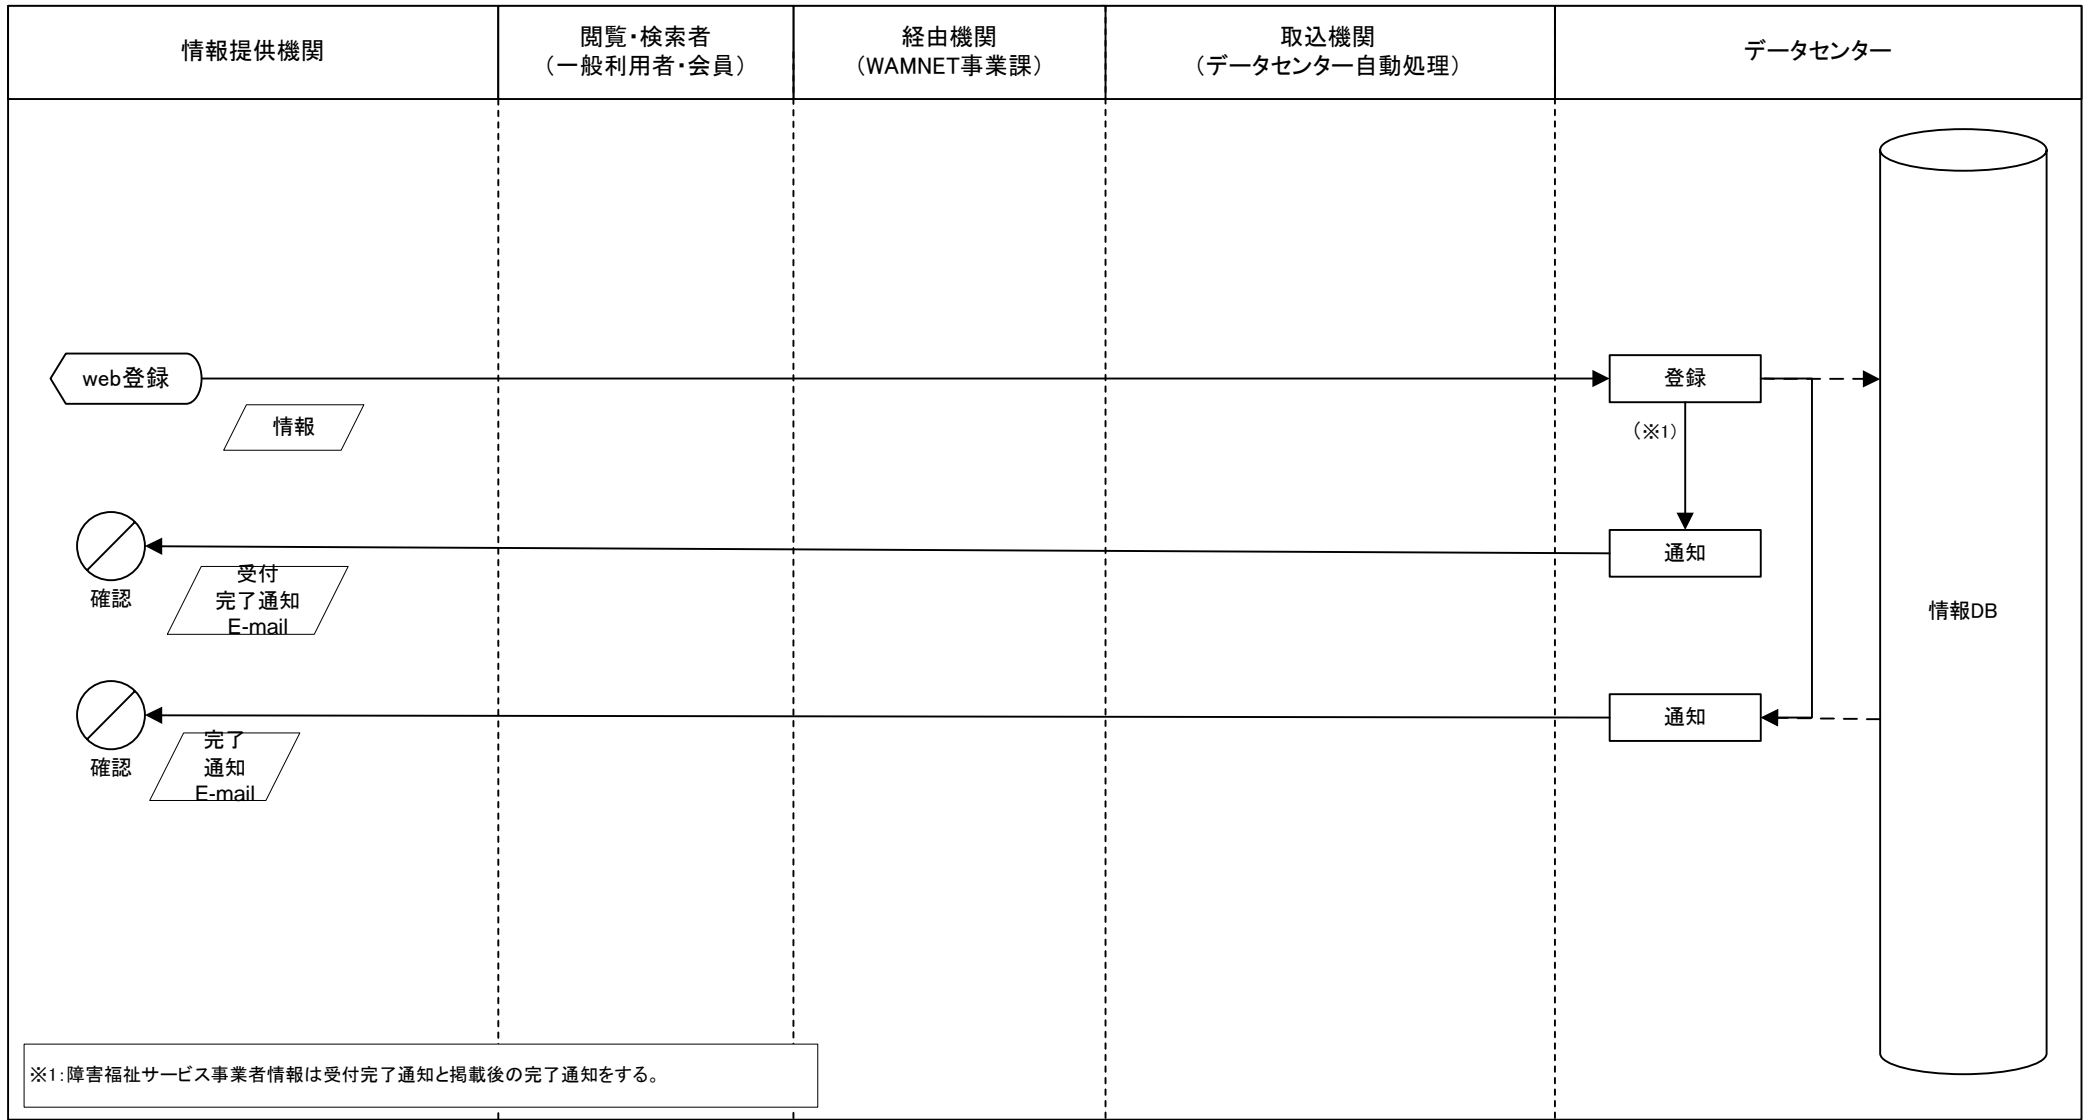 情報提供機関
閲覧・検索者
（一般利用者・会員）
経由機関
（WAMNET事業課）
取込機関
（データセンター自動処理）
データセンター
web登録
登録
情報
（※1）
通知
確認
受付
完了通知
E-mail
情報DB
通知
確認
完了
通知
E-mail
※1：障害福祉サービス事業者情報は受付完了通知と掲載後の完了通知をする。